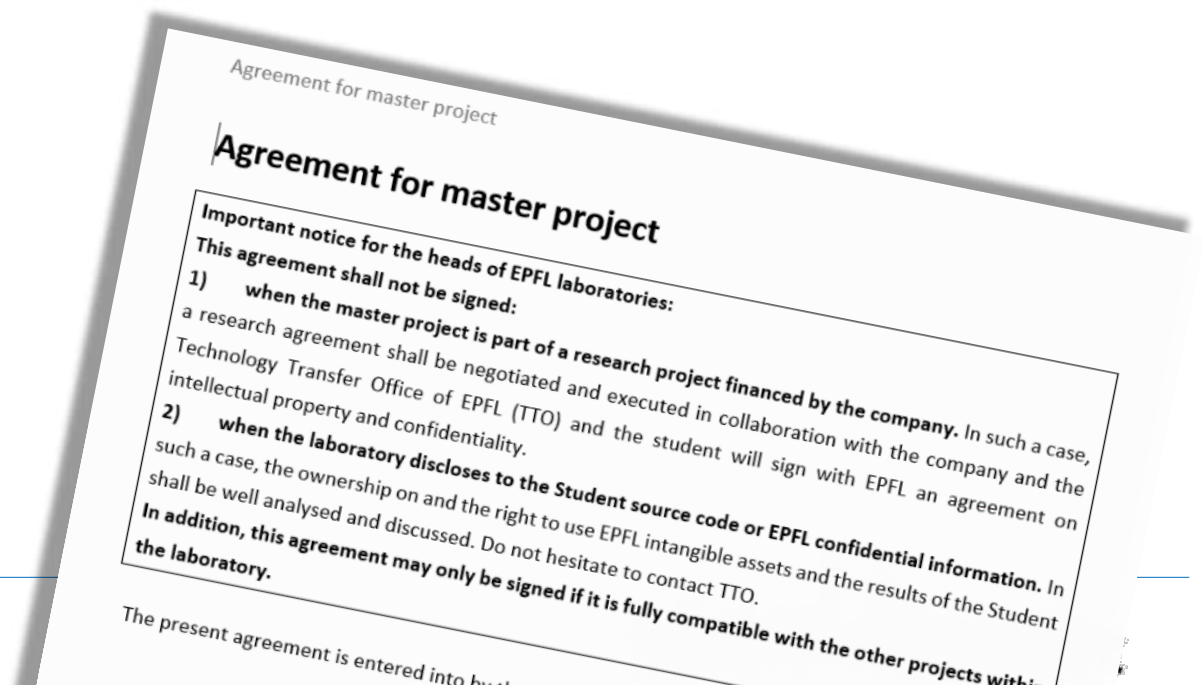 Agreement for master project
Agreement for master project
Important notice for the heads of EPFL laboratories:
This agreement shall not be signed:
1) when the master project is part of a research project financed by the company. In such a case,
a research agreement shall be negotiated and executed in collaboration with the company and the
Technology Transfer Office of EPFL (TTO) and the student will sign with EPFL an agreement on
intellectual property and confidentiality.
2) when the laboratory discloses to the Student source code or EPFL confidential information. In
such a case, the ownership on and the right to use EPFL intangible assets and the results of the Student
shall be well analysed and discussed. Do not hesitate to contact TTO.
In addition, this agreement may only be signed if it is fully compatible with the other projects within
the laboratory.
The present agreement is entered into by